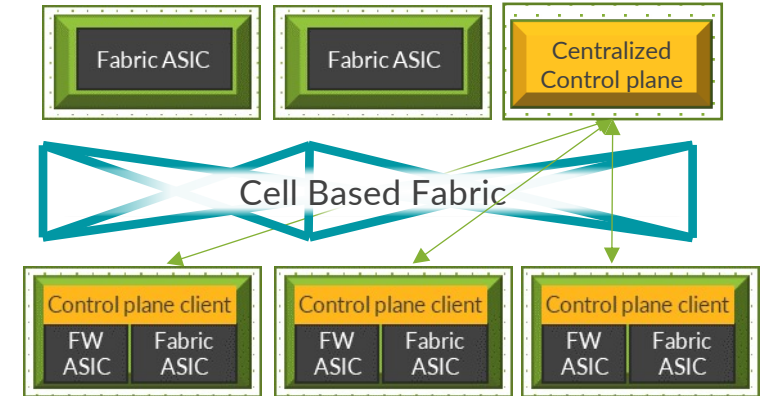 Fabric ASIC
Fabric ASIC
Centralized
Control plane
Cell Based Fabric
Control plane client
FW
ASIC
Fabric
ASIC
Control plane client
FW
ASIC
Fabric
ASIC
Control plane client
FW
ASIC
Fabric
ASIC